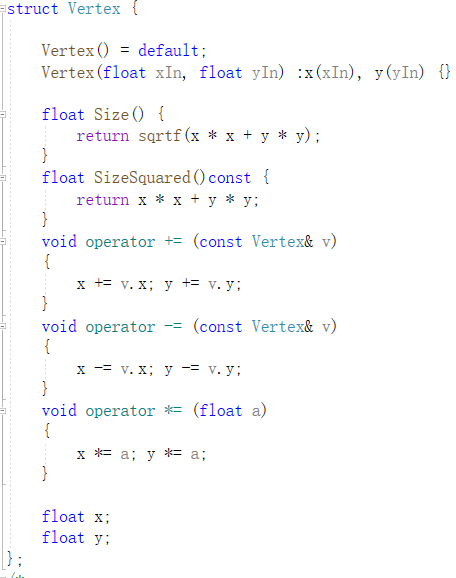 struct Vertex {
Vertex() = default;
Vertex(float xIn, float yIn) :x(xIn), y(yIn) {}
float Size() {
return sqrtf(x * x + y * y);
}
float SizeSquared()const {
return x * x + y * y;
}
void operator += (const Vertex& v)
{
x += v.x; y += v.y;
}
void operator -= (const Vertex& v)
{
x -= v.x; y -= v.y;
}
void operator *= (float a)
{
x *= a; y *= a;
}
float x;
float y;
};
/*